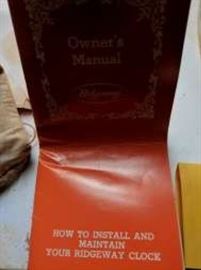 Owner's
Manual
Ridgeway
HOW TO INSTALL AND
MAINTAIN
YOUR RIDGEWAY CLOCK